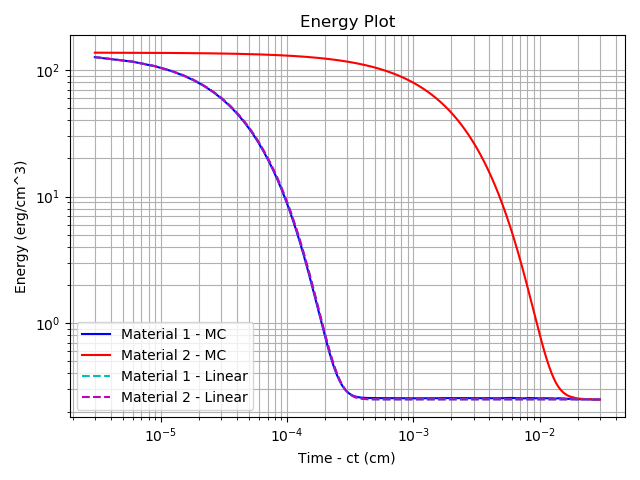 Energy Plot
Energy (erg/cm^3)
10^2
10^1
10^0
Material 1 - MC
Material 2 - MC
Material 1 - Linear
Material 2 - Linear
10^-5
10^-4
10^-3
10^-2
Time - ct (cm)